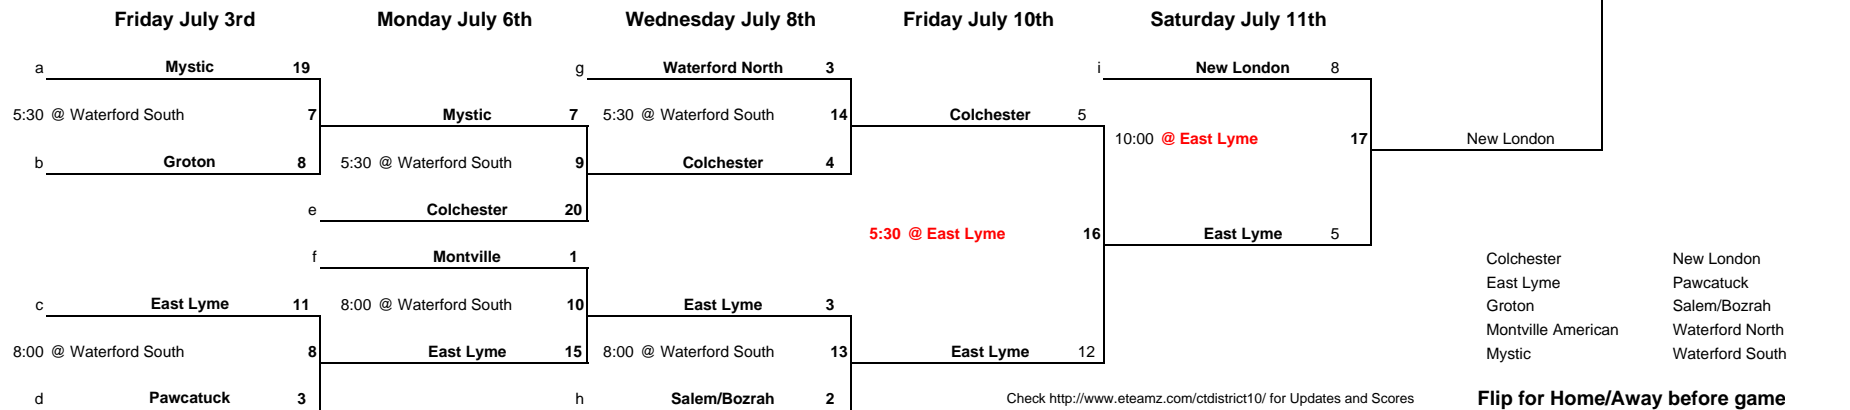 Friday July 3rd Monday July 6th Wednesday July 8th Friday July 10th Saturday July 11th
a Mystic 19 g Waterford North 3 i New London 8
5:30 @ Waterford South 7 Mystic 7 5:30 @ Waterford South 14 Colchester 5
10:00 @ East Lyme 17 New London
b Groton 8 5:30 @ Waterford South 9 Colchester 4
e Colchester 20
5:30 @ East Lyme 16 East Lyme 5
f Montville 1 Colchester New London
East Lyme Pawcatuck
c East Lyme 11 8:00 @ Waterford South 10 East Lyme 3 Groton Salem/Bozrah
Montville American Waterford North
8:00 @ Waterford South 8 East Lyme 15 8:00 @ Waterford South 13 East Lyme 12 Mystic Waterford South
d Pawcatuck 3 h Salem/Bozrah 2 Check http://www.eteamz.com/ctdistrict10/ for Updates and Scores Flip for Home/Away before game